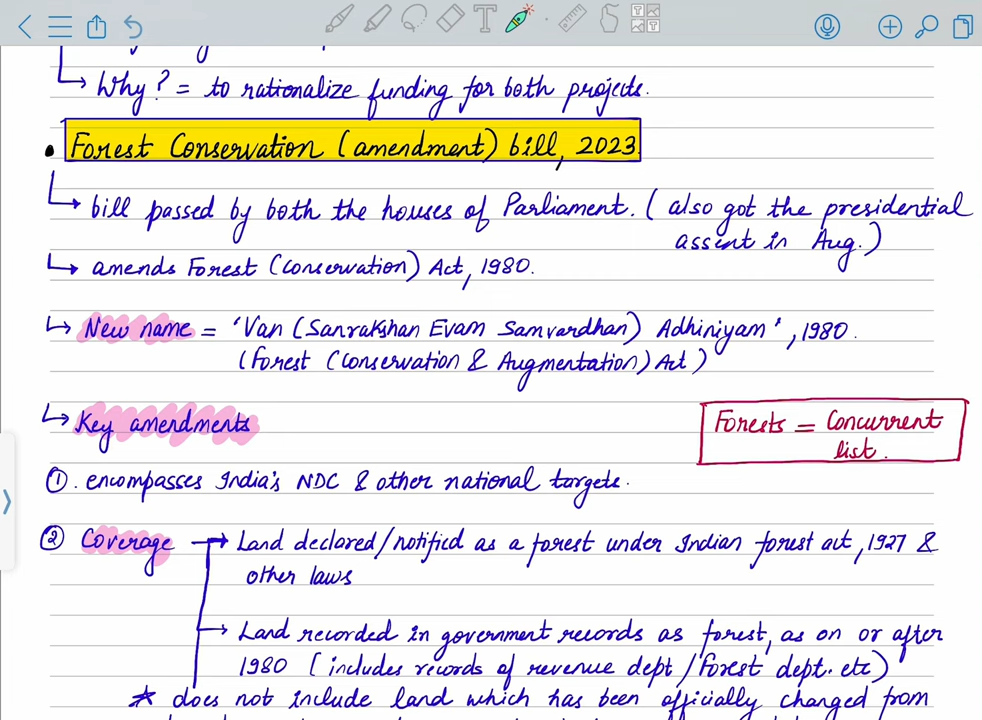 ↳ Why? = to rationalize funding for both projects.
• Forest Conservation (amendment) bill, 2023.
↳ bill passed by both the houses of Parliament. (also got the presidential
assent in Aug.)
↳ amends Forest (Conservation) Act, 1980.
↳ New name = 'Van (Sanrakshan Evam Samvardhan) Adhiniyam', 1980.
(Forest (Conservation & Augmentation) Act)
↳ Key amendments
Forests = Concurrent
list.
①. encompasses India's NDC & other national targets.
② Coverage → Land declared/notified as a forest under Indian forest act, 1927 &
other laws
→ Land recorded in government records as forest, as on or after
1980 (includes records of revenue dept/forest dept. etc)
* does not include land which has been officially changed from